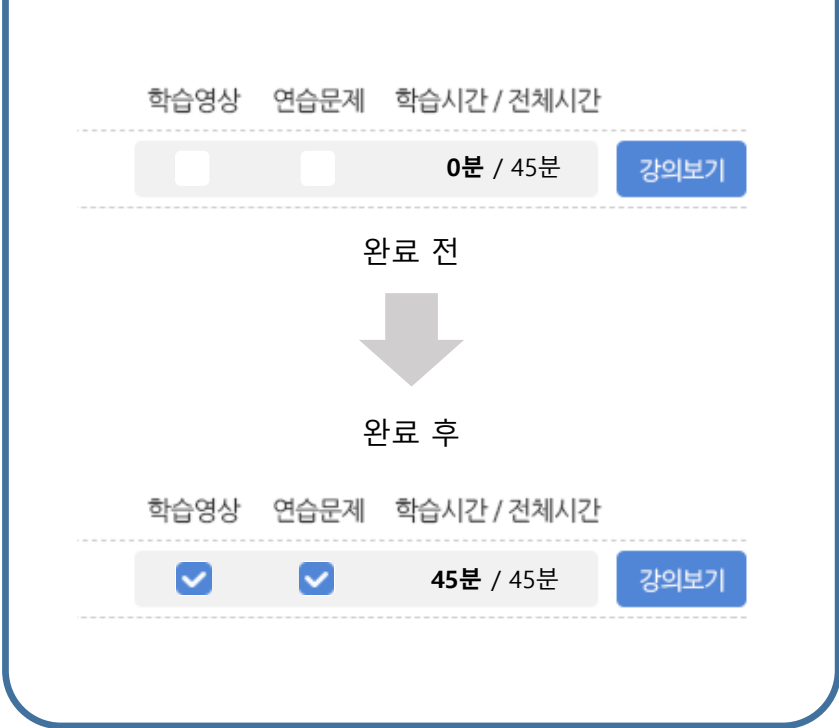 학습영상 연습문제 학습시간 / 전체시간
0분 / 45분 강의보기
완료 전
완료 후
학습영상 연습문제 학습시간 / 전체시간
45분 / 45분 강의보기